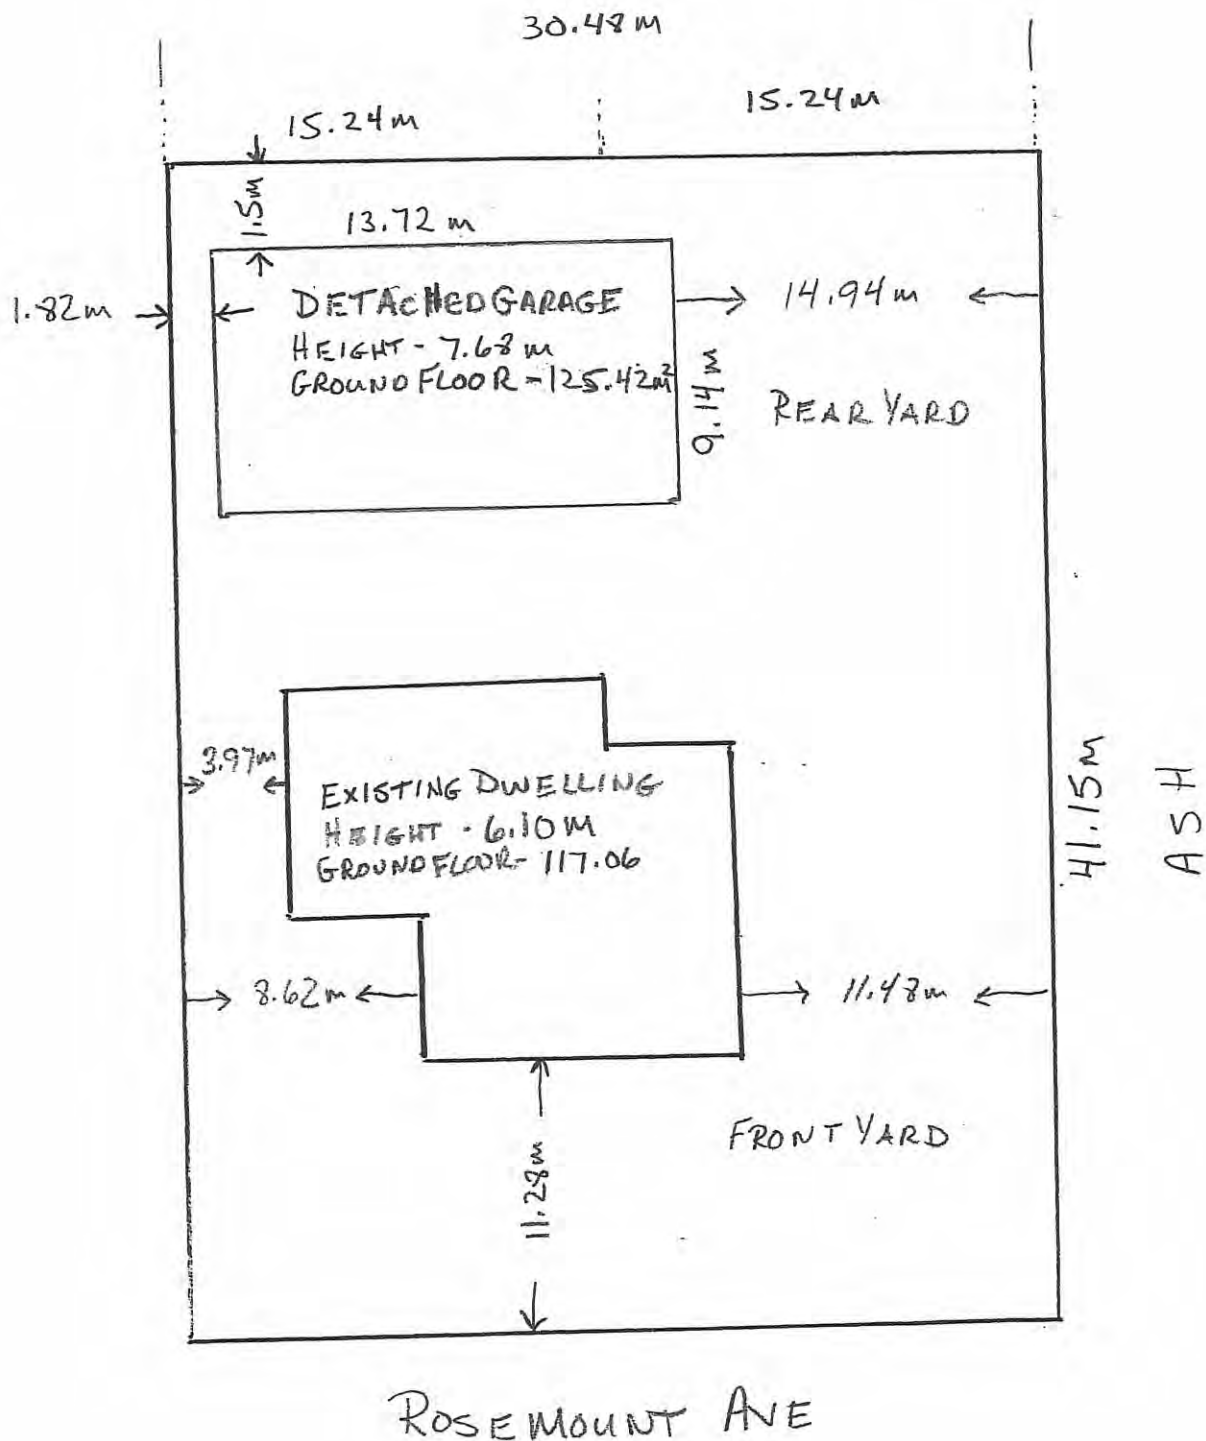 30.48m
15.24m
15.24m
1.5m
13.72m
1.82m
DETACHED GARAGE
HEIGHT - 7.68m
GROUND FLOOR - 125.42m²
14.94m
9.14m
REAR YARD
3.97m
EXISTING DWELLING
HEIGHT - 6.10M
GROUND FLOOR - 117.06
41.15m
ASH
8.62m
11.48m
11.28m
FRONT YARD
ROSEMOUNT AVE